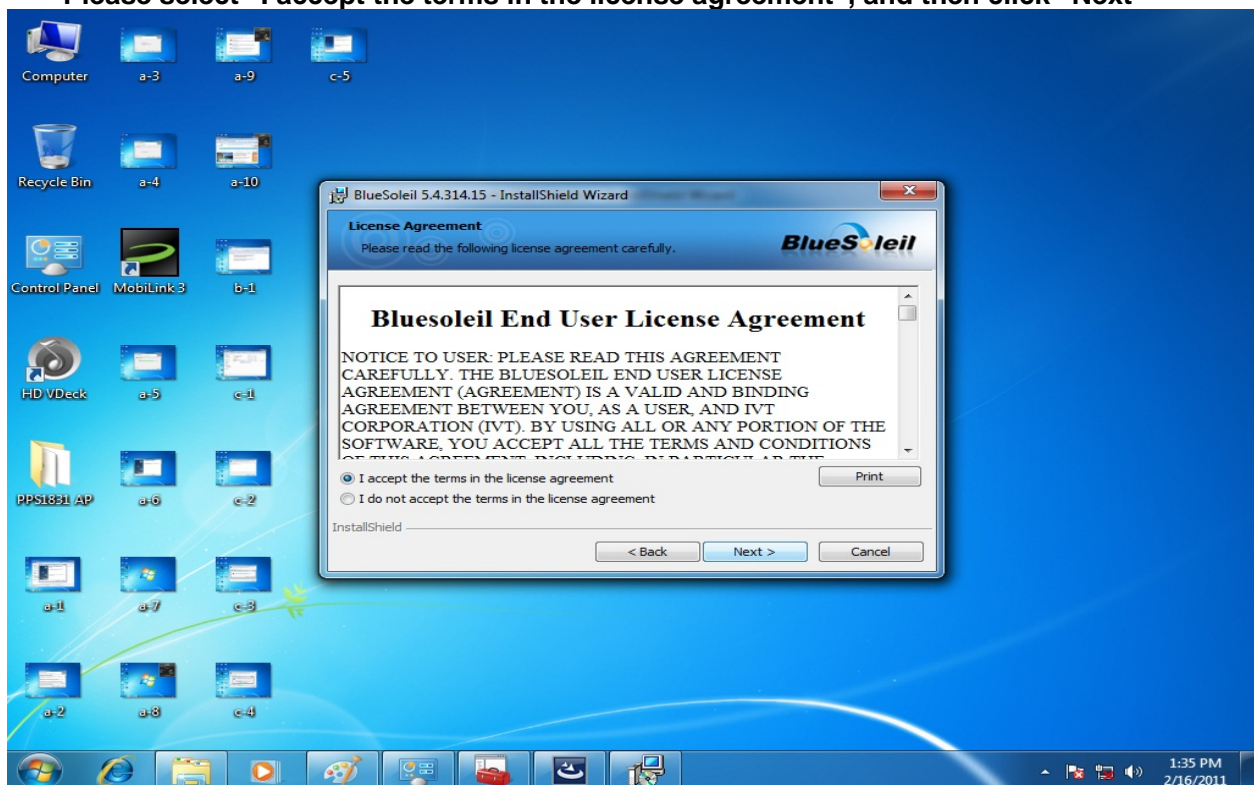 Please select "I accept the terms in the license agreement", and then click "Next"
Computer
a-3
a-9
c-5
Recycle Bin
a-4
a-10
Control Panel
MobiLink 3
b-1
HD VDeck
a-5
c-1
PPS1831 AP
a-6
c-2
a-1
a-7
c-3
a-2
a-8
c-4
BlueSoleil 5.4.314.15 - InstallShield Wizard
License Agreement
Please read the following license agreement carefully.
BlueSoleil
Bluesoleil End User License Agreement
NOTICE TO USER: PLEASE READ THIS AGREEMENT
CAREFULLY. THE BLUESOLEIL END USER LICENSE
AGREEMENT (AGREEMENT) IS A VALID AND BINDING
AGREEMENT BETWEEN YOU, AS A USER, AND IVT
CORPORATION (IVT). BY USING ALL OR ANY PORTION OF THE
SOFTWARE, YOU ACCEPT ALL THE TERMS AND CONDITIONS
OF THIS AGREEMENT, INCLUDING, IN PARTICULAR THE
I accept the terms in the license agreement
Print
I do not accept the terms in the license agreement
InstallShield
< Back
Next >
Cancel
1:35 PM
2/16/2011